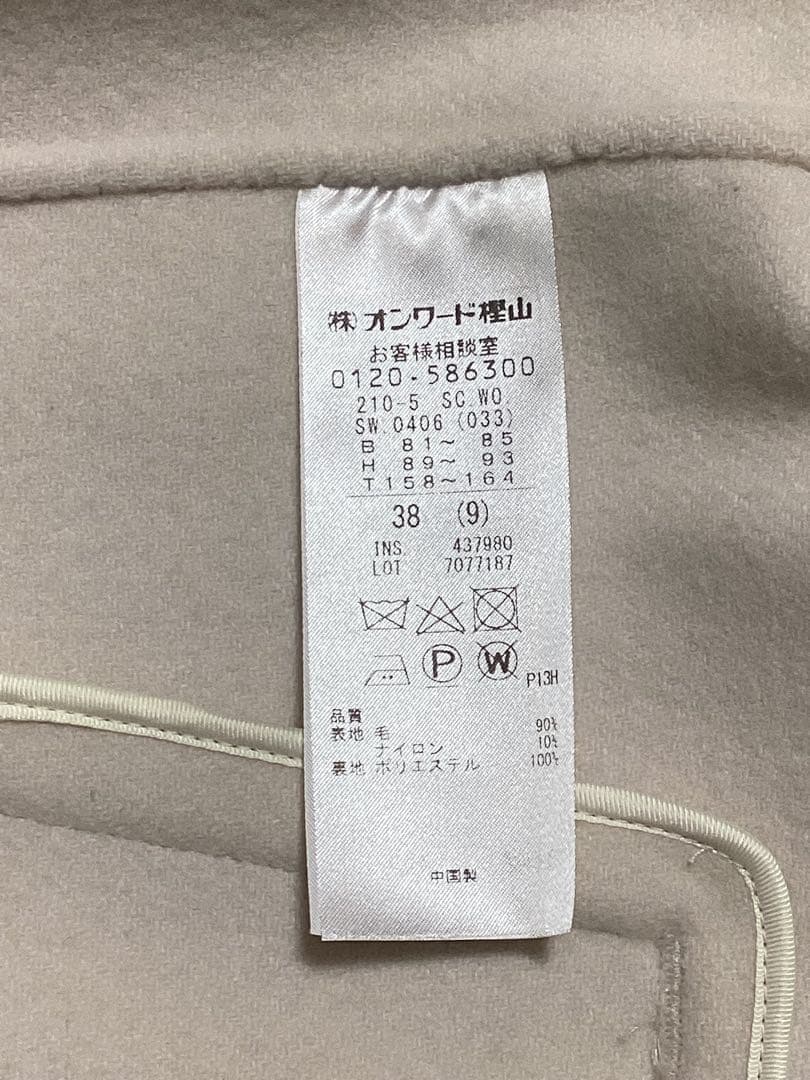 ㈱オンワード樫山
お客様相談室
0120-586300
210-5 SC.WO.
SW.0406(033)
B 81～ 85
H 89～ 93
T158～164
38 (9)
INS. 437980
LOT 7077187
P W P13H
品質
表地 毛 90%
ナイロン 10%
裏地 ポリエステル 100%
中国製